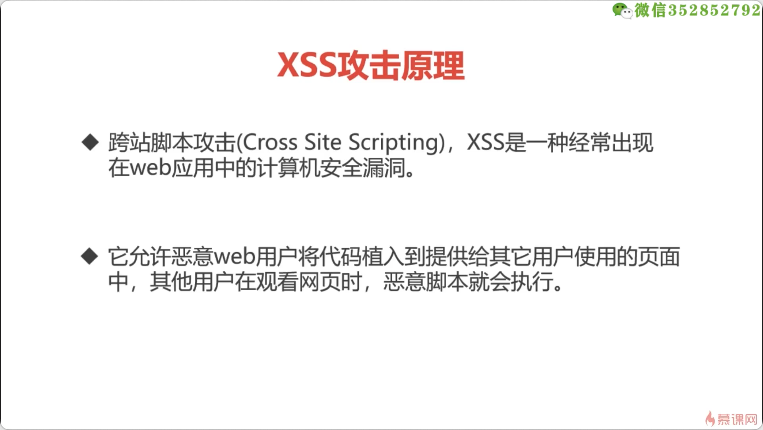 微信352852792
XSS攻击原理
◆ 跨站脚本攻击(Cross Site Scripting)，XSS是一种经常出现
在web应用中的计算机安全漏洞。
◆ 它允许恶意web用户将代码植入到提供给其它用户使用的页面
中，其他用户在观看网页时，恶意脚本就会执行。
慕课网